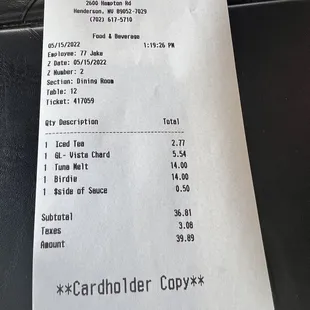 2600 Hampton Rd
Henderson, NV 89052-7029
(702) 617-5710
Food & Beverage
05/15/2022 1:19:26 PM
Employee: 77 Jake
Z Date: 05/15/2022
Z Number: 2
Section: Dining Room
Table: 12
Ticket: 417059
Qty Description Total
1 Iced Tea 2.77
1 GL- Vista Chard 5.54
1 Tuna Melt 14.00
1 Birdie 14.00
1 $side of Sauce 0.50
Subtotal 36.81
Taxes 3.08
Amount 39.89
**Cardholder Copy**